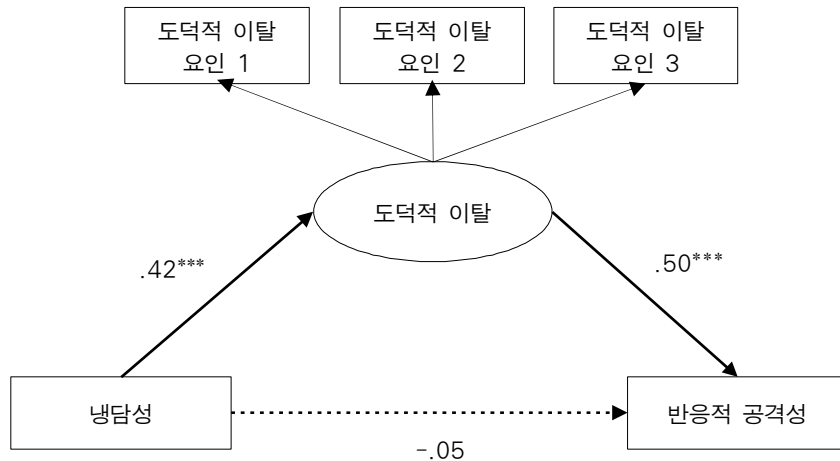 도덕적 이탈
요인 1
도덕적 이탈
요인 2
도덕적 이탈
요인 3
도덕적 이탈
.42***
.50***
냉담성
반응적 공격성
-.05